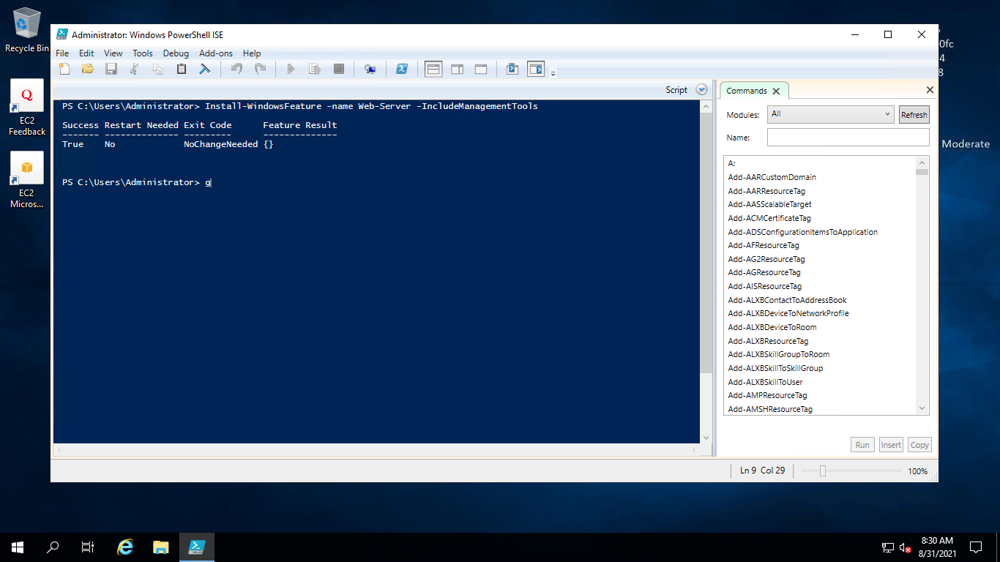 Recycle Bin
EC2
Feedback
EC2
Micros...
Administrator: Windows PowerShell ISE
File Edit View Tools Debug Add-ons Help
Script
PS C:\Users\Administrator> Install-WindowsFeature -name Web-Server -IncludeManagementTools
Success Restart Needed Exit Code      Feature Result
------- -------------- ---------      --------------
True    No             NoChangeNeeded {}
PS C:\Users\Administrator> g
Commands
Modules: All Refresh
Name:
A:
Add-AARCustomDomain
Add-AARResourceTag
Add-AASScalableTarget
Add-ACMCertificateTag
Add-ADSConfigurationItemsToApplication
Add-AFResourceTag
Add-AG2ResourceTag
Add-AGResourceTag
Add-AISResourceTag
Add-ALXBContactToAddressBook
Add-ALXBDeviceToNetworkProfile
Add-ALXBDeviceToRoom
Add-ALXBResourceTag
Add-ALXBSkillGroupToRoom
Add-ALXBSkillToSkillGroup
Add-ALXBSkillToUser
Add-AMPResourceTag
Add-AMSHResourceTag
Run Insert Copy
Ln 9 Col 29 100%
0fc
4
8
Moderate
8:30 AM
8/31/2021